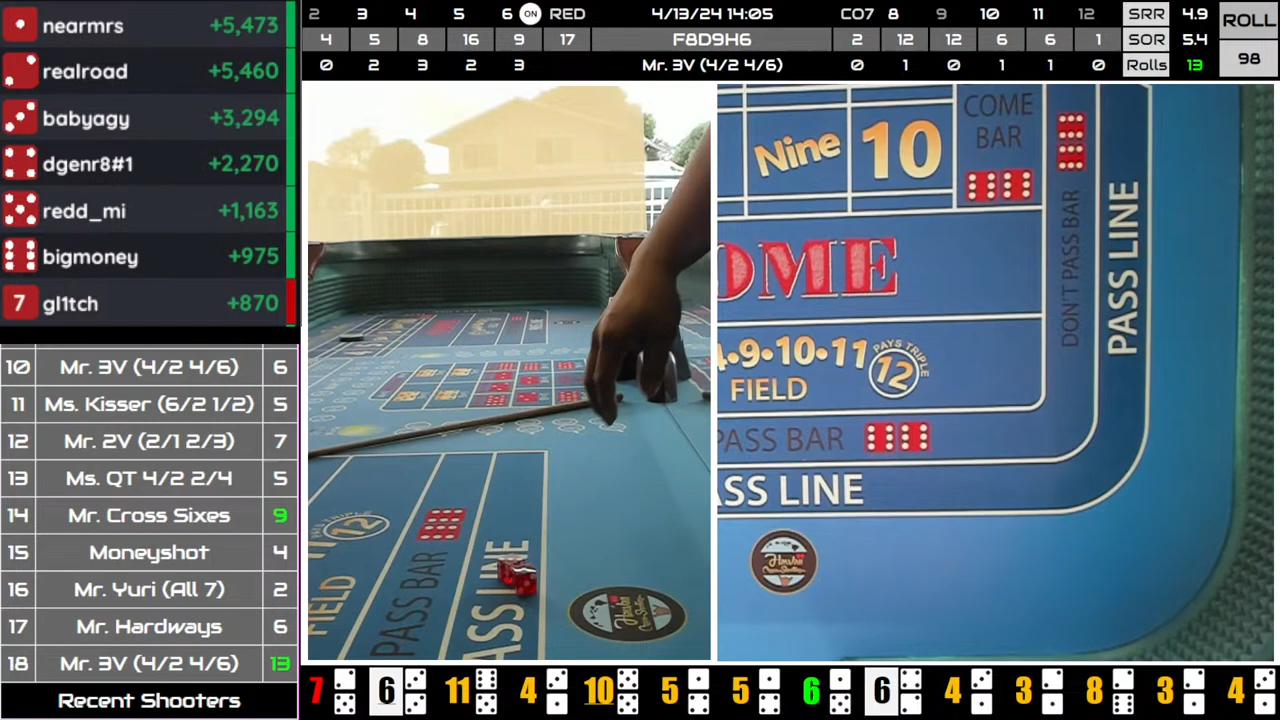 nearmrs +5,473
realroad +5,460
babyagy +3,294
dgenr8#1 +2,270
redd_mi +1,163
bigmoney +975
7 gl1tch +870
10 Mr. 3V (4/2 4/6) 6
11 Ms. Kisser (6/2 1/2) 5
12 Mr. 2V (2/1 2/3) 7
13 Ms. QT 4/2 2/4 5
14 Mr. Cross Sixes 9
15 Moneyshot 4
16 Mr. Yuri (All 7) 2
17 Mr. Hardways 6
18 Mr. 3V (4/2 4/6) 13
Recent Shooters
2 3 4 5 6 ON RED 4/13/24 14:05 CO7 8 9 10 11 12 SRR 4.9
4 5 8 16 9 17 F8D9H6 2 12 12 6 6 1 SOR 5.4
0 2 3 2 3 Mr. 3V (4/2 4/6) 0 1 0 1 1 0 Rolls 13
ROLL
98
12
FIELD
PASS BAR
ASS LINE
Nine 10
COME
BAR
OME
DON'T PASS BAR
PASS LINE
4•9•10•11
PAYS TRIPLE
12
FIELD
PASS BAR
ASS LINE
Hawaii
7 6 11 4 10 5 5 6 6 4 3 8 3 4